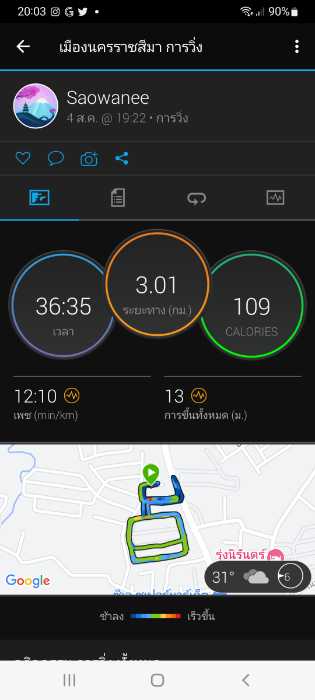 20:03 90%
เมืองนครราชสีมา การวิ่ง
Saowanee
4 ส.ค. @ 19:22 • การวิ่ง
36:35
เวลา
3.01
ระยะทาง (กม.)
109
CALORIES
12:10
เพซ (min/km)
13
การขึ้นทั้งหมด (ม.)
รุ่งนิรันดร์
Google
31°
6
ช้าลง เร็วขึ้น